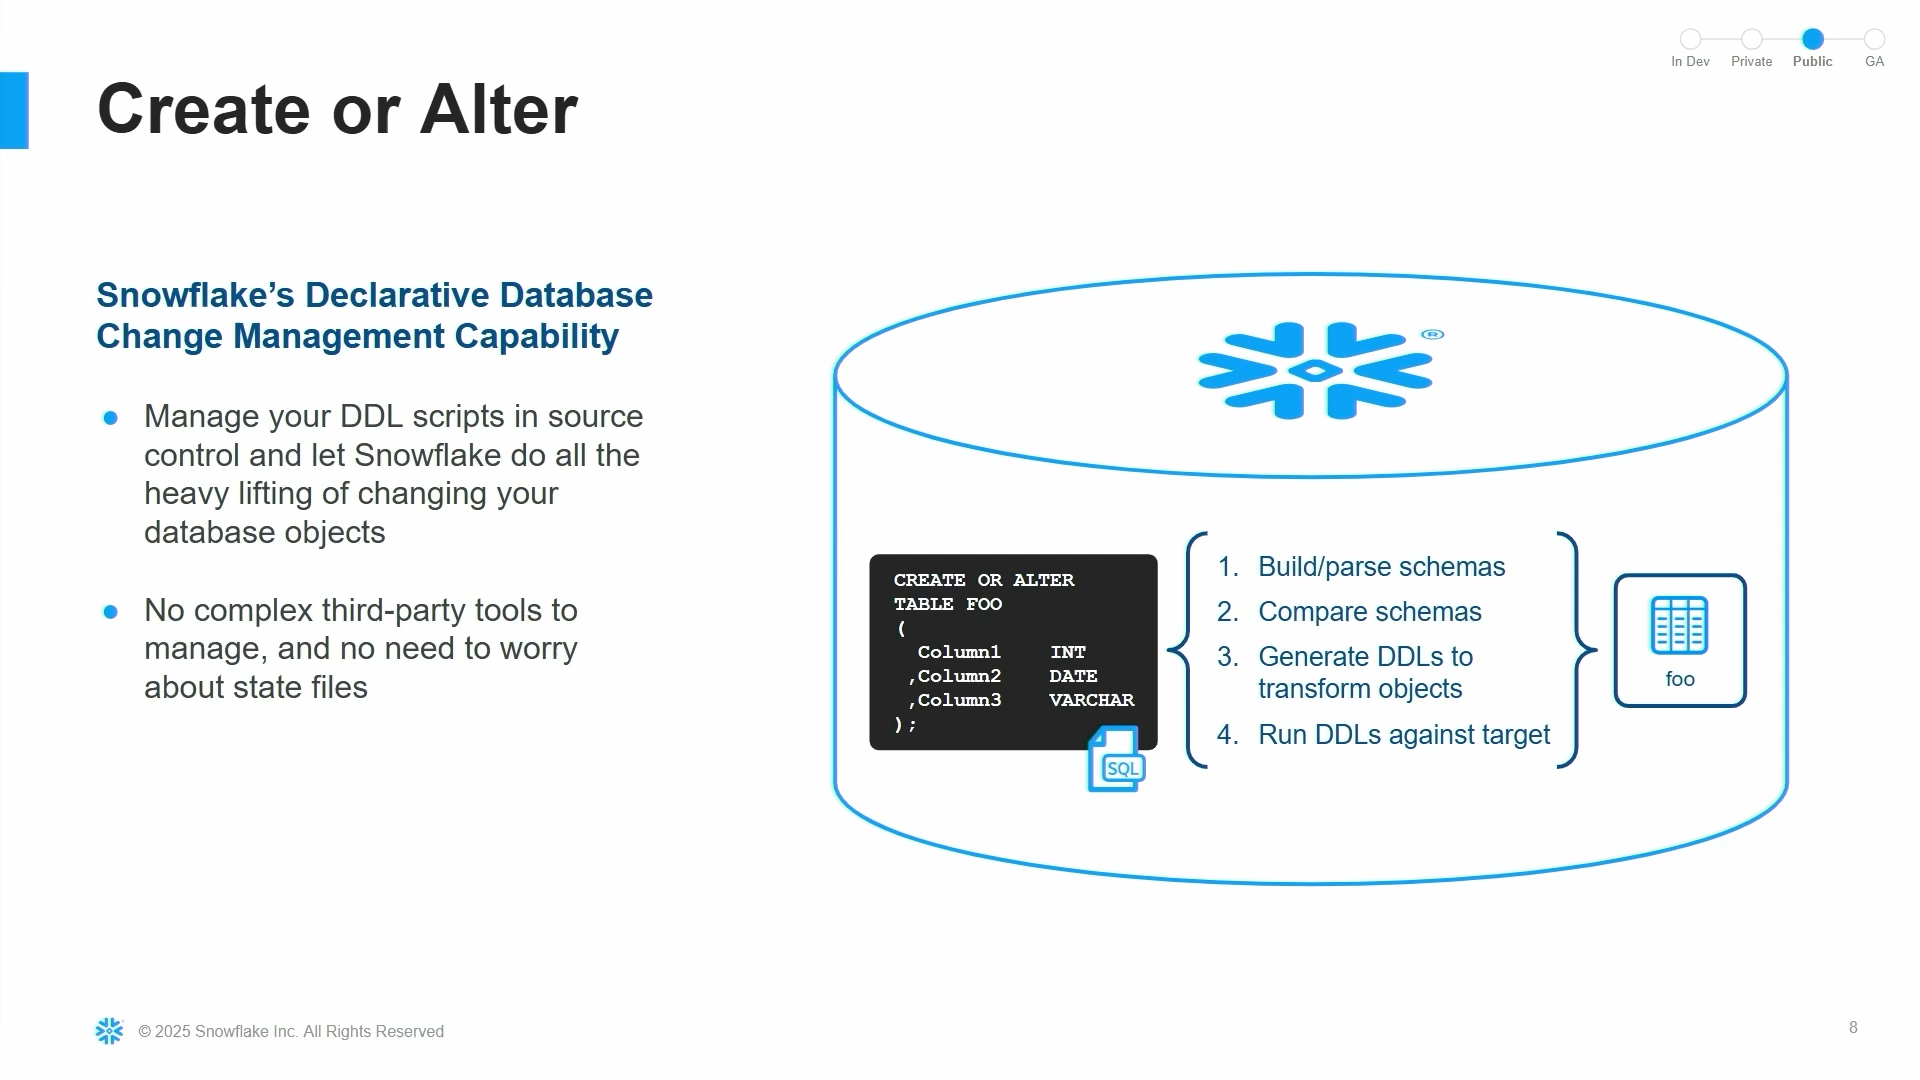 In Dev Private Public GA
Create or Alter
Snowflake’s Declarative Database
Change Management Capability
Manage your DDL scripts in source
control and let Snowflake do all the
heavy lifting of changing your
database objects
No complex third-party tools to
manage, and no need to worry
about state files
®
CREATE OR ALTER
TABLE FOO
(
Column1 INT
,Column2 DATE
,Column3 VARCHAR
);
SQL
1. Build/parse schemas
2. Compare schemas
3. Generate DDLs to
transform objects
4. Run DDLs against target
foo
© 2025 Snowflake Inc. All Rights Reserved
8